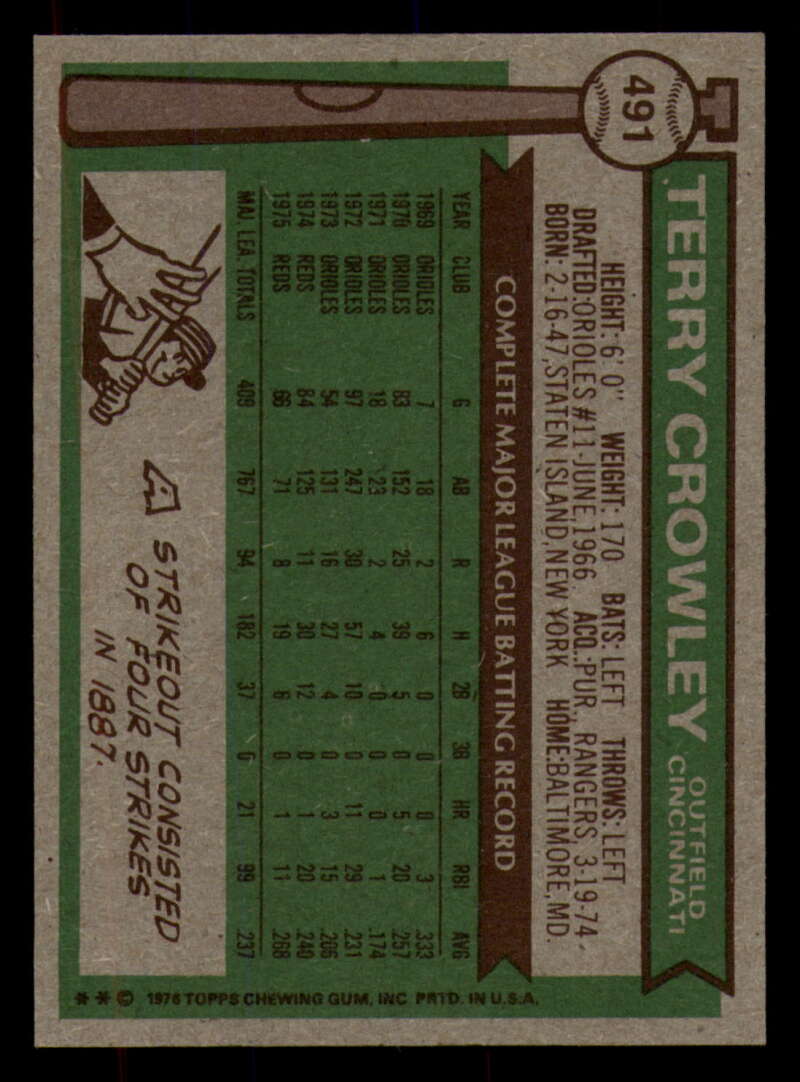 491
TERRY CROWLEY
OUTFIELD
CINCINNATI
HEIGHT: 6' 0" WEIGHT: 170 BATS: LEFT THROWS: LEFT
DRAFTED: ORIOLES #11-JUNE, 1966. ACQ.: PUR., RANGERS, 3-19-74.
BORN: 2-16-47, STATEN ISLAND, NEW YORK HOME: BALTIMORE, MD.
COMPLETE MAJOR LEAGUE BATTING RECORD
YEAR CLUB G AB R H 2B 3B HR RBI AVG
1969 ORIOLES 7 18 2 6 0 0 0 3 .333
1970 ORIOLES 83 152 25 39 5 0 5 20 .257
1971 ORIOLES 18 23 2 4 0 0 0 1 .174
1972 ORIOLES 97 247 30 57 10 0 11 29 .231
1973 ORIOLES 54 131 16 27 4 0 3 15 .206
1974 REDS 84 125 11 30 12 0 1 20 .240
1975 REDS 66 71 8 19 6 0 1 11 .268
MAJ. LEA. TOTALS 409 767 94 182 37 6 21 99 .237
A STRIKEOUT CONSISTED
OF FOUR STRIKES
IN 1887.
** © 1976 TOPPS CHEWING GUM, INC. PRTD. IN U.S.A.